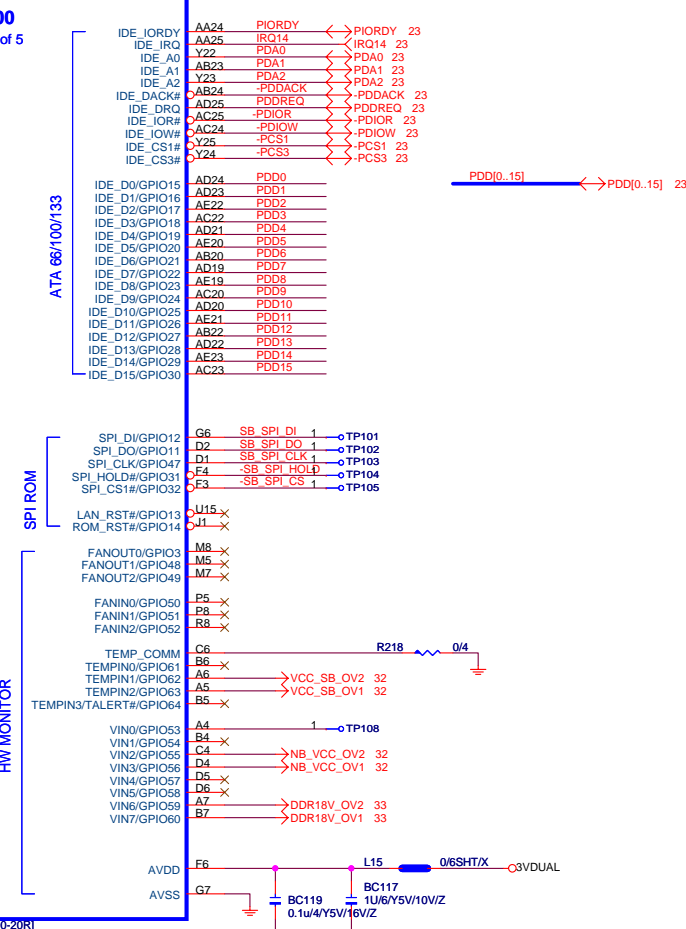 00
of 5
IDE_IORDY AA24 PIORDY PIORDY 23
IDE_IRQ AA25 IRQ14 IRQ14 23
IDE_A0 Y22 PDA0 PDA0 23
IDE_A1 AB23 PDA1 PDA1 23
IDE_A2 Y23 PDA2 PDA2 23
IDE_DACK# AB24 -PDDACK -PDDACK 23
IDE_DRQ AD25 PDDREQ PDDREQ 23
IDE_IOR# AC25 -PDIOR -PDIOR 23
IDE_IOW# AC24 -PDIOW -PDIOW 23
IDE_CS1# Y25 -PCS1 -PCS1 23
IDE_CS3# Y24 -PCS3 -PCS3 23
ATA 66/100/133
IDE_D0/GPIO15 AD24 PDD0 PDD[0..15] PDD[0..15] 23
IDE_D1/GPIO16 AD23 PDD1
IDE_D2/GPIO17 AE22 PDD2
IDE_D3/GPIO18 AC22 PDD3
IDE_D4/GPIO19 AD21 PDD4
IDE_D5/GPIO20 AE20 PDD5
IDE_D6/GPIO21 AB20 PDD6
IDE_D7/GPIO22 AD19 PDD7
IDE_D8/GPIO23 AE19 PDD8
IDE_D9/GPIO24 AC20 PDD9
IDE_D10/GPIO25 AD20 PDD10
IDE_D11/GPIO26 AE21 PDD11
IDE_D12/GPIO27 AB22 PDD12
IDE_D13/GPIO28 AD22 PDD13
IDE_D14/GPIO29 AE23 PDD14
IDE_D15/GPIO30 AC23 PDD15
SPI ROM
SPI_DI/GPIO12 G6 SB_SPI_DI 1 TP101
SPI_DO/GPIO11 D2 SB_SPI_DO 1 TP102
SPI_CLK/GPIO47 D1 SB_SPI_CLK 1 TP103
SPI_HOLD#/GPIO31 F4 -SB_SPI_HOLD 1 TP104
SPI_CS1#/GPIO32 F3 -SB_SPI_CS 1 TP105
LAN_RST#/GPIO13 U15
ROM_RST#/GPIO14 J1
HW MONITOR
FANOUT0/GPIO3 M8
FANOUT1/GPIO48 M5
FANOUT2/GPIO49 M7
FANIN0/GPIO50 P5
FANIN1/GPIO51 P8
FANIN2/GPIO52 R8
TEMP_COMM C6 R218 0/4
TEMPIN0/GPIO61 B6
TEMPIN1/GPIO62 A6 VCC_SB_OV2 32
TEMPIN2/GPIO63 A5 VCC_SB_OV1 32
TEMPIN3/TALERT#/GPIO64 B5
VIN0/GPIO53 A4 1 TP108
VIN1/GPIO54 B4
VIN2/GPIO55 C4 NB_VCC_OV2 32
VIN3/GPIO56 D4 NB_VCC_OV1 32
VIN4/GPIO57 D5
VIN5/GPIO58 D6
VIN6/GPIO59 A7 DDR18V_OV2 33
VIN7/GPIO60 B7 DDR18V_OV1 33
AVDD F6 L15 0/6SHT/X 3VDUAL
AVSS G7
BC119
0.1u/4/Y5V/16V/Z
BC117
1U/6/Y5V/10V/Z
0-20R]